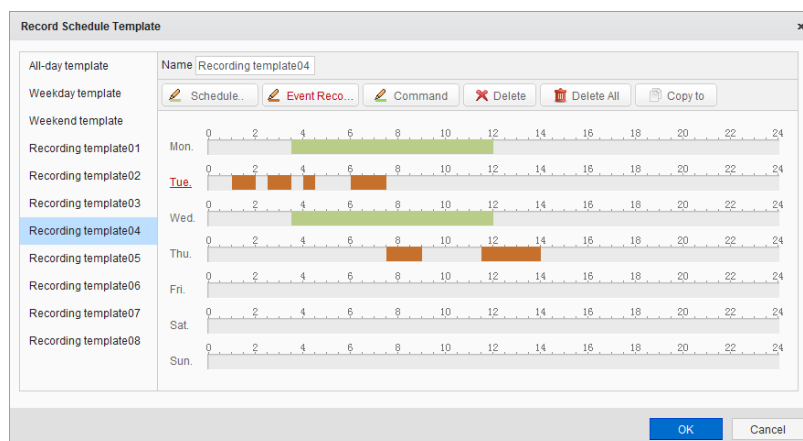 Record Schedule Template x
All-day template
Weekday template
Weekend template
Recording template01
Recording template02
Recording template03
Recording template04
Recording template05
Recording template06
Recording template07
Recording template08
Name Recording template04
Schedule.. Event Reco... Command Delete Delete All Copy to
0 2 4 6 8 10 12 14 16 18 20 22 24
Mon.
0 2 4 6 8 10 12 14 16 18 20 22 24
Tue.
0 2 4 6 8 10 12 14 16 18 20 22 24
Wed.
0 2 4 6 8 10 12 14 16 18 20 22 24
Thu.
0 2 4 6 8 10 12 14 16 18 20 22 24
Fri.
0 2 4 6 8 10 12 14 16 18 20 22 24
Sat.
0 2 4 6 8 10 12 14 16 18 20 22 24
Sun.
OK Cancel